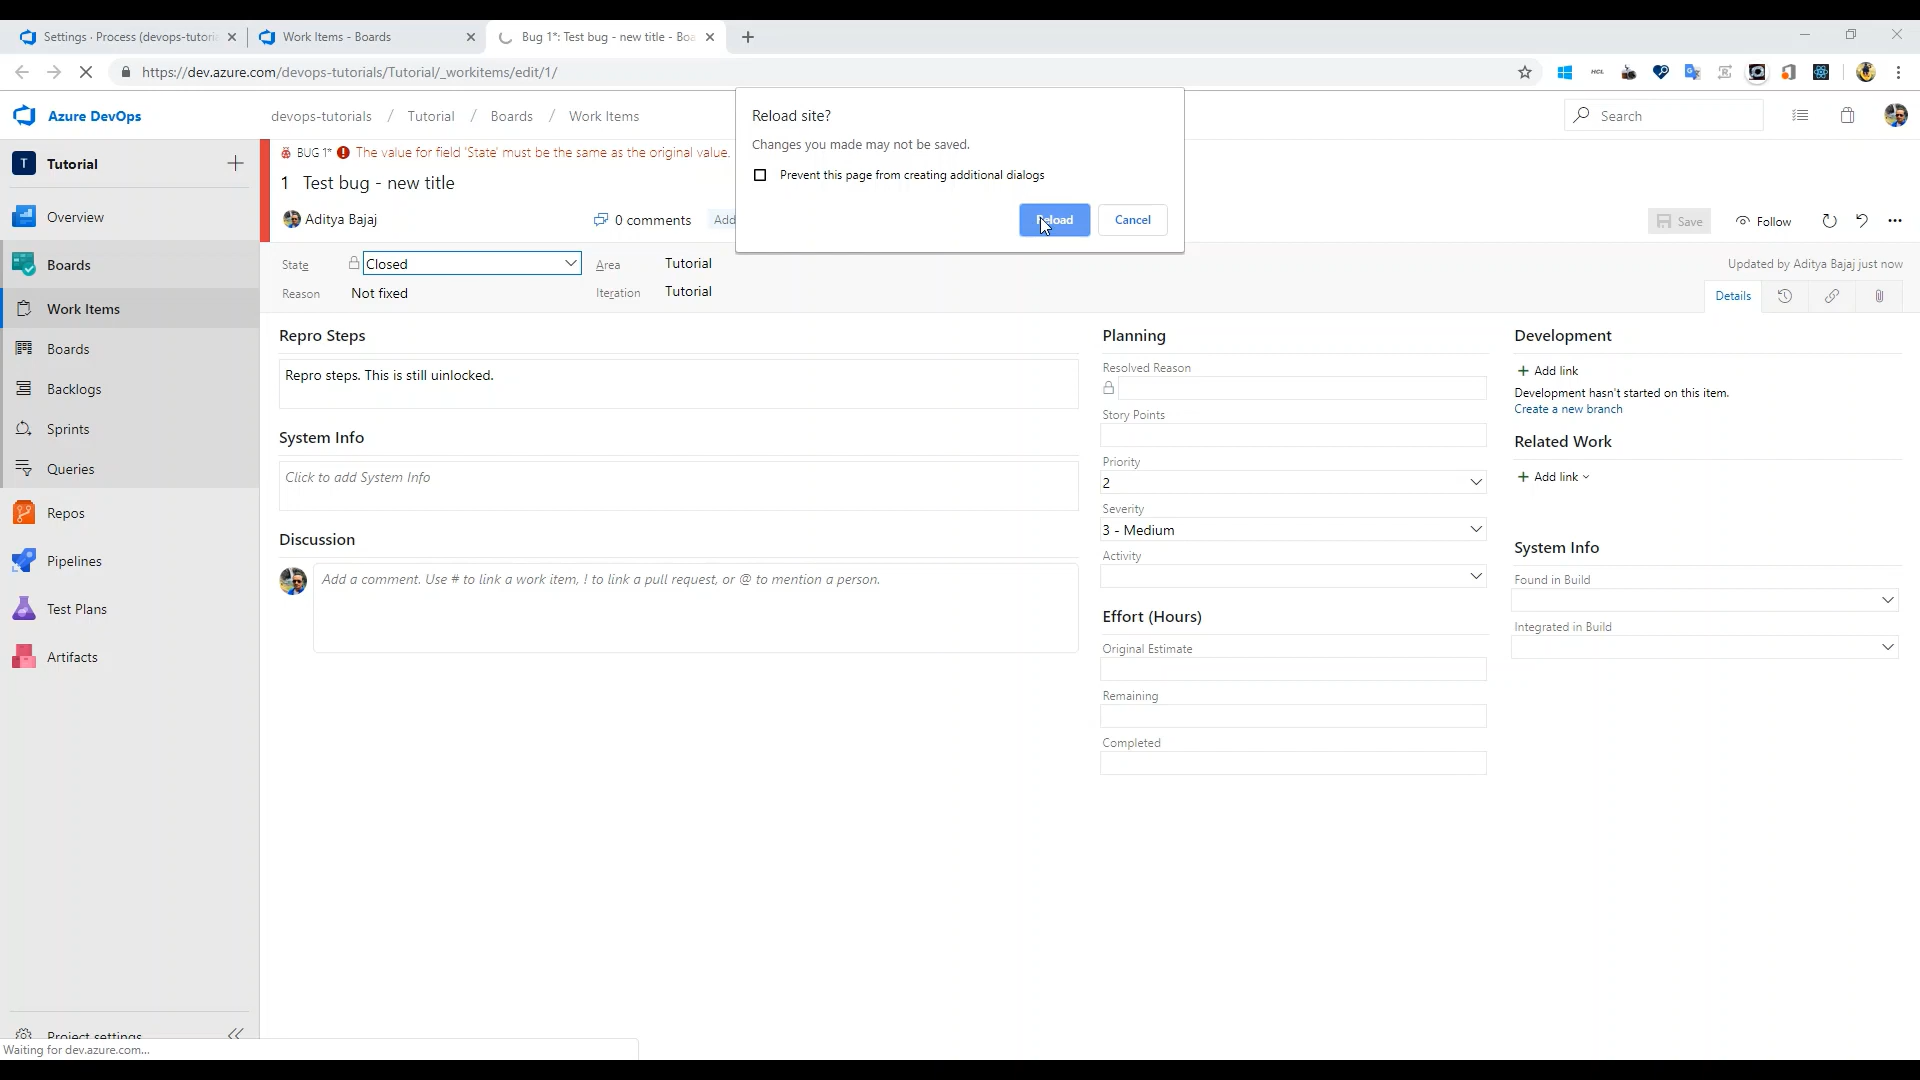 Settings · Process (devops-tutori
Work Items - Boards
Bug 1*: Test bug - new title - Boa
https://dev.azure.com/devops-tutorials/Tutorial/_workitems/edit/1/
HCL
Azure DevOps
devops-tutorials / Tutorial / Boards / Work Items
Search
Reload site?
Changes you made may not be saved.
Prevent this page from creating additional dialogs
Reload
Cancel
T Tutorial
Overview
Boards
Work Items
Boards
Backlogs
Sprints
Queries
Repos
Pipelines
Test Plans
Artifacts
Project settings
BUG 1* The value for field 'State' must be the same as the original value.
1 Test bug - new title
Aditya Bajaj
0 comments
Add
Save
Follow
State
Closed
Area
Tutorial
Reason
Not fixed
Iteration
Tutorial
Updated by Aditya Bajaj just now
Details
Repro Steps
Repro steps. This is still uinlocked.
System Info
Click to add System Info
Discussion
Add a comment. Use # to link a work item, ! to link a pull request, or @ to mention a person.
Planning
Resolved Reason
Story Points
Priority
2
Severity
3 - Medium
Activity
Effort (Hours)
Original Estimate
Remaining
Completed
Development
Add link
Development hasn't started on this item.
Create a new branch
Related Work
Add link
System Info
Found in Build
Integrated in Build
Waiting for dev.azure.com...